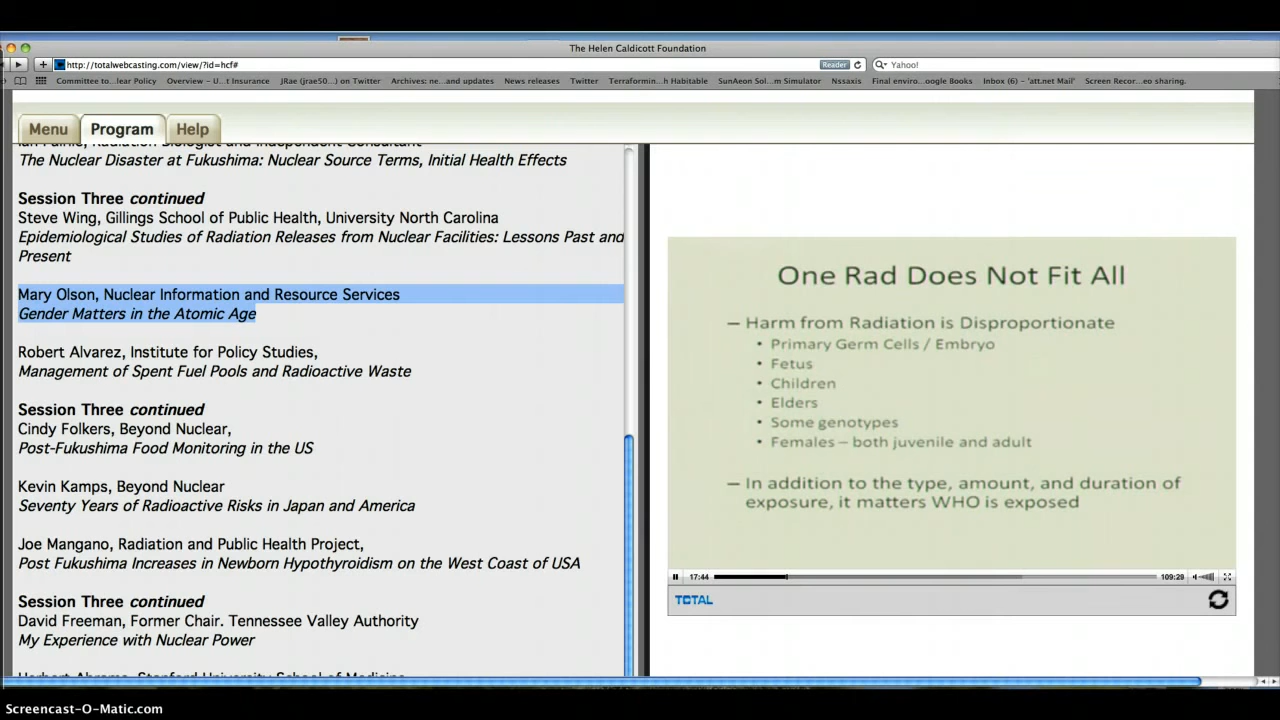 The Helen Caldicott Foundation
http://totalwebcasting.com/view/?id=hcf#
Reader
Yahoo!
Committee to...lear Policy
Overview – U...t Insurance
JRae (jrae50...) on Twitter
Archives: ne...and updates
News releases
Twitter
Terraformin...h Habitable
SunAeon Sol...m Simulator
Nssaxis
Final enviro...oogle Books
Inbox (6) – 'att.net Mail'
Screen Recor...eo sharing.
Menu
Program
Help
The Nuclear Disaster at Fukushima: Nuclear Source Terms, Initial Health Effects
Session Three continued
Steve Wing, Gillings School of Public Health, University North Carolina
Epidemiological Studies of Radiation Releases from Nuclear Facilities: Lessons Past and
Present
Mary Olson, Nuclear Information and Resource Services
Gender Matters in the Atomic Age
Robert Alvarez, Institute for Policy Studies,
Management of Spent Fuel Pools and Radioactive Waste
Session Three continued
Cindy Folkers, Beyond Nuclear,
Post-Fukushima Food Monitoring in the US
Kevin Kamps, Beyond Nuclear
Seventy Years of Radioactive Risks in Japan and America
Joe Mangano, Radiation and Public Health Project,
Post Fukushima Increases in Newborn Hypothyroidism on the West Coast of USA
Session Three continued
David Freeman, Former Chair. Tennessee Valley Authority
My Experience with Nuclear Power
One Rad Does Not Fit All
– Harm from Radiation is Disproportionate
• Primary Germ Cells / Embryo
• Fetus
• Children
• Elders
• Some genotypes
• Females – both juvenile and adult
– In addition to the type, amount, and duration of
exposure, it matters WHO is exposed
17:44
109:29
TOTAL
Screencast-O-Matic.com